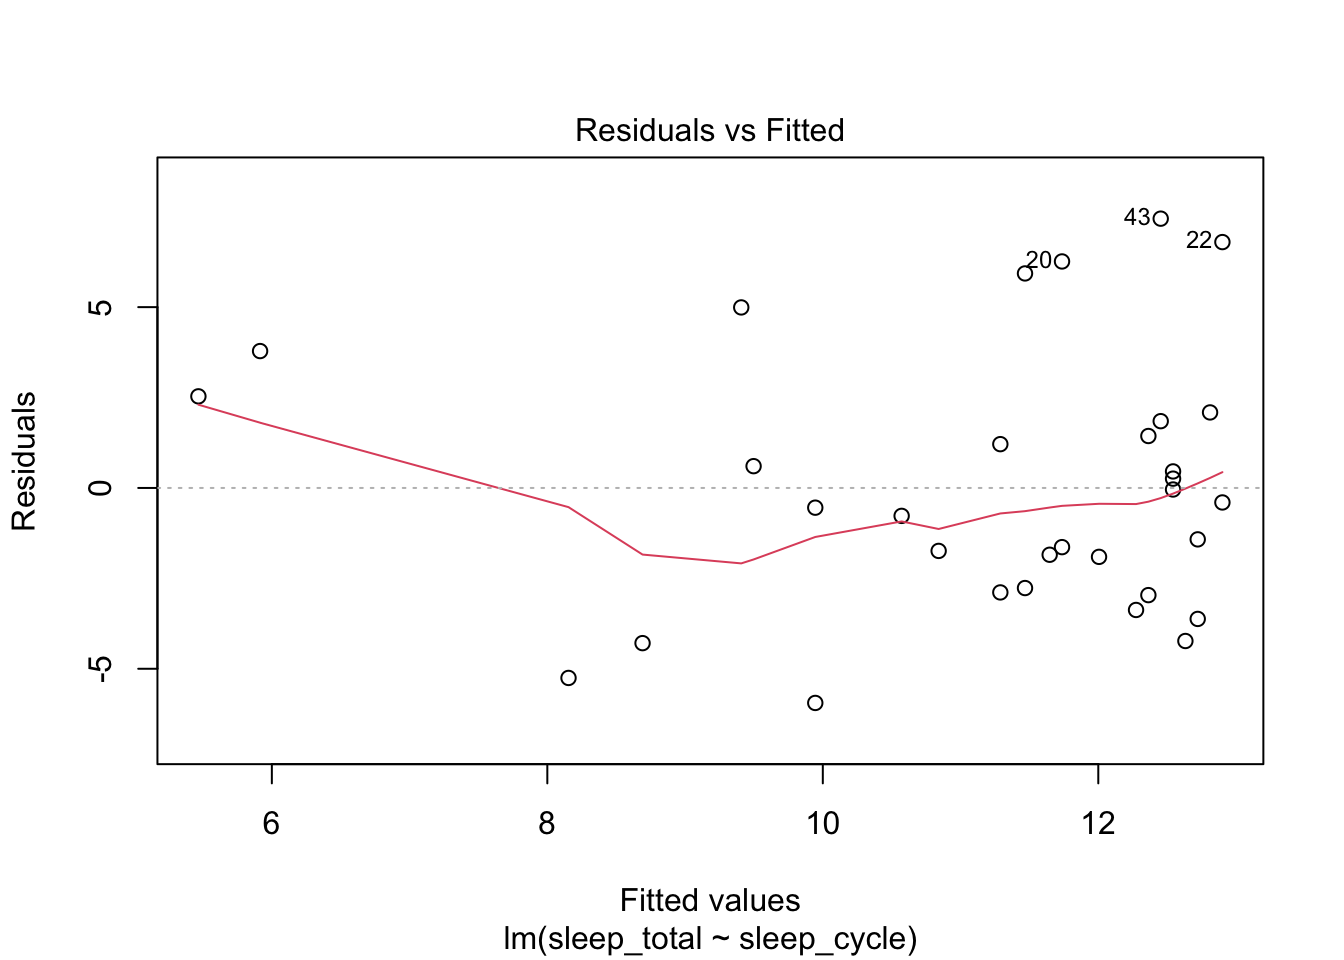 Residuals vs Fitted
43
22
20
5
0
-5
Residuals
6 8 10 12
Fitted values
lm(sleep_total ~ sleep_cycle)